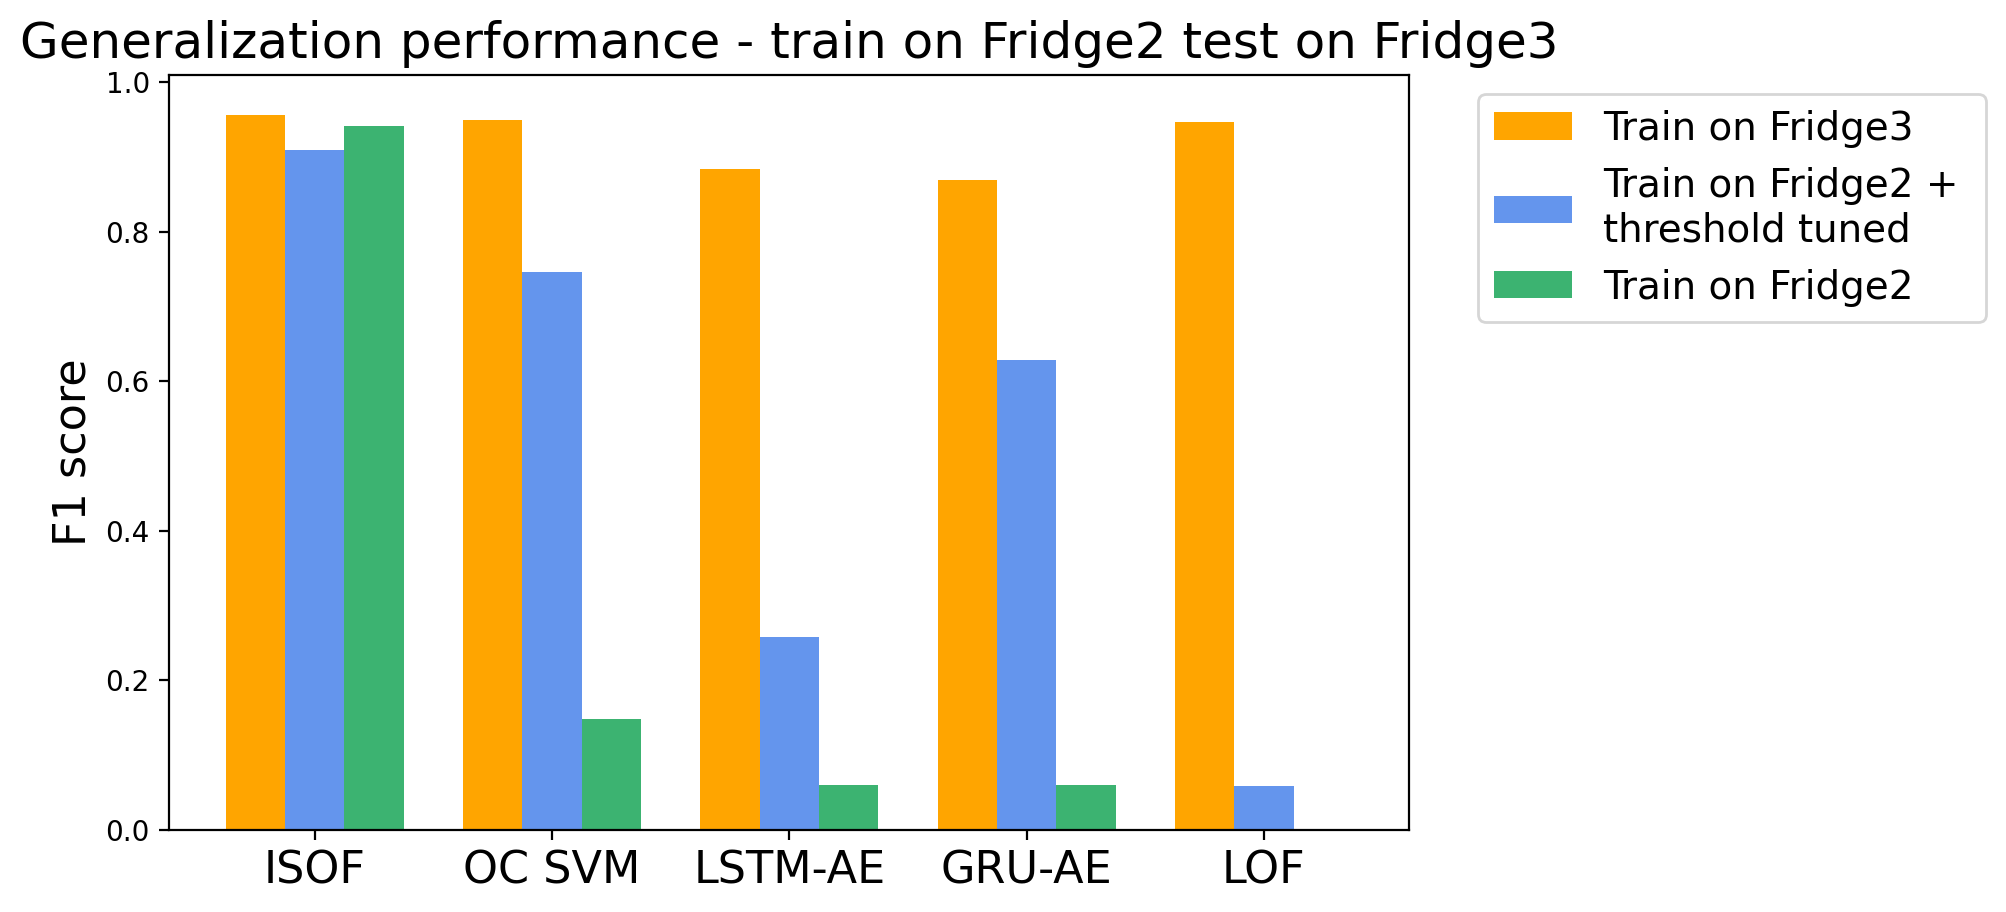 Generalization performance - train on Fridge2 test on Fridge3
1.0
0.8
0.6
0.4
0.2
0.0
F1 score
ISOF
OC SVM
LSTM-AE
GRU-AE
LOF
Train on Fridge3
Train on Fridge2 +
threshold tuned
Train on Fridge2